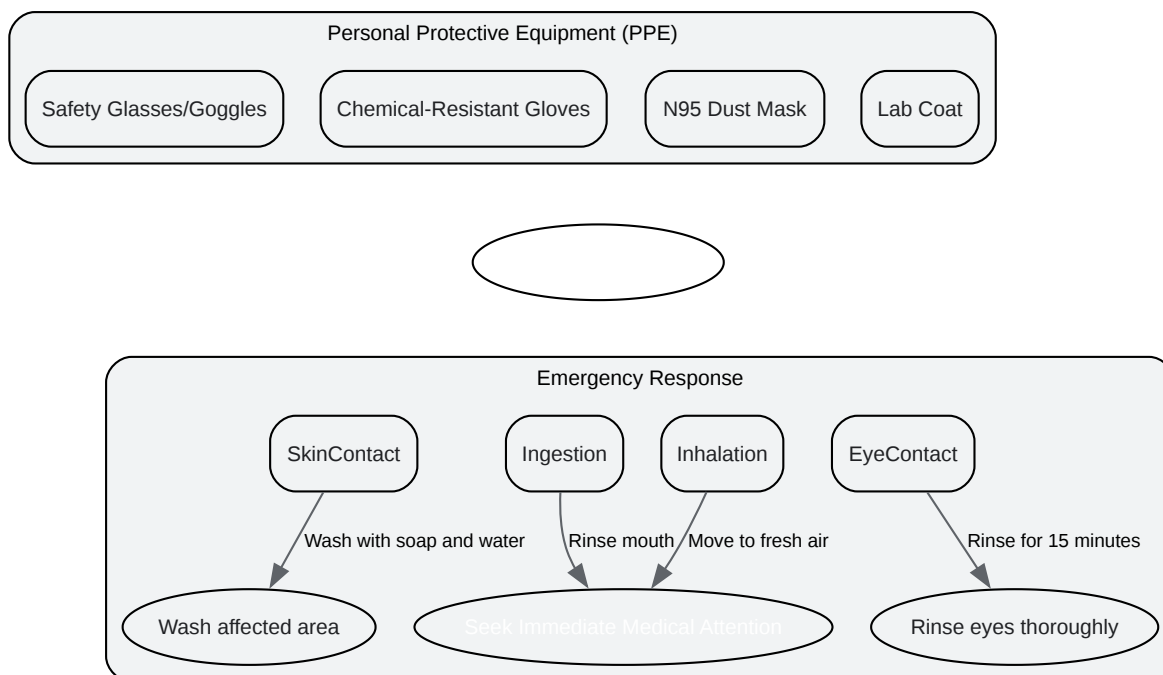 Personal Protective Equipment (PPE)
Safety Glasses/Goggles
Chemical-Resistant Gloves
N95 Dust Mask
Lab Coat
Emergency Response
SkinContact
Ingestion
Inhalation
EyeContact
Wash with soap and water
Rinse mouth
Move to fresh air
Rinse for 15 minutes
Wash affected area
Seek Immediate Medical Attention
Rinse eyes thoroughly